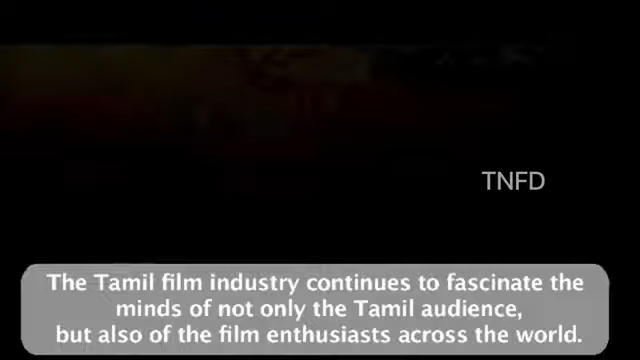 TNFD
The Tamil film industry continues to fascinate the
minds of not only the Tamil audience,
but also of the film enthusiasts across the world.